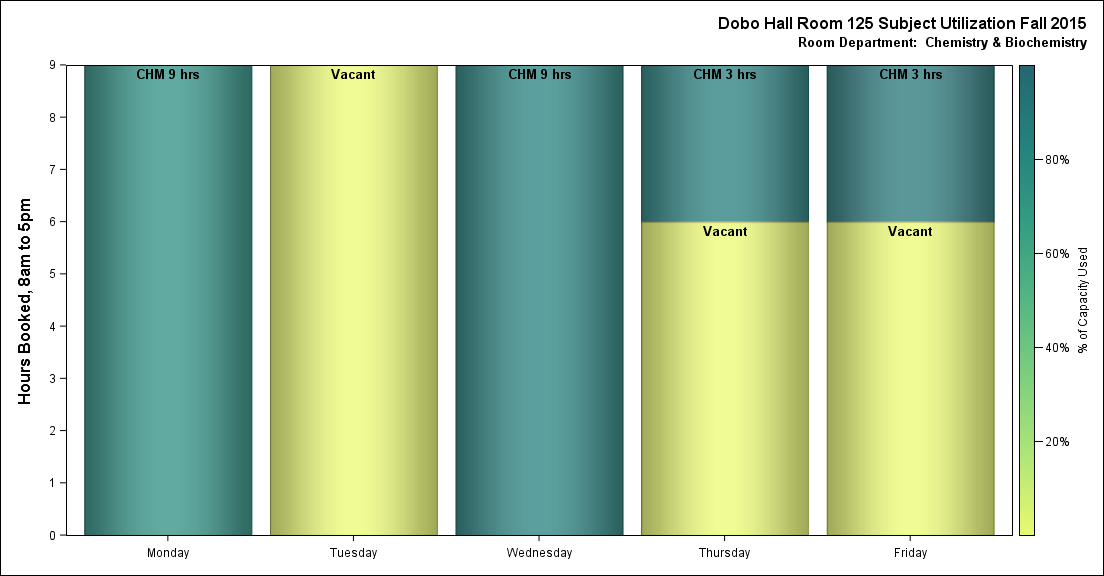 Dobo Hall Room 125 Subject Utilization Fall 2015
Room Department:  Chemistry & Biochemistry
Hours Booked, 8am to 5pm
9
8
7
6
5
4
3
2
1
0
CHM 9 hrs
Vacant
CHM 9 hrs
CHM 3 hrs
CHM 3 hrs
Vacant
Vacant
Monday
Tuesday
Wednesday
Thursday
Friday
80%
60%
40%
20%
% of Capacity Used